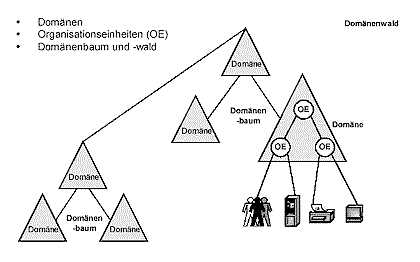 • Domänen
• Organisationseinheiten (OE)
• Domänenbaum und -wald
Domänenwald
Domäne
Domäne
Domänen
-baum
OE
Domäne
OE
OE
Domäne
Domäne
Domänen
-baum
Domäne